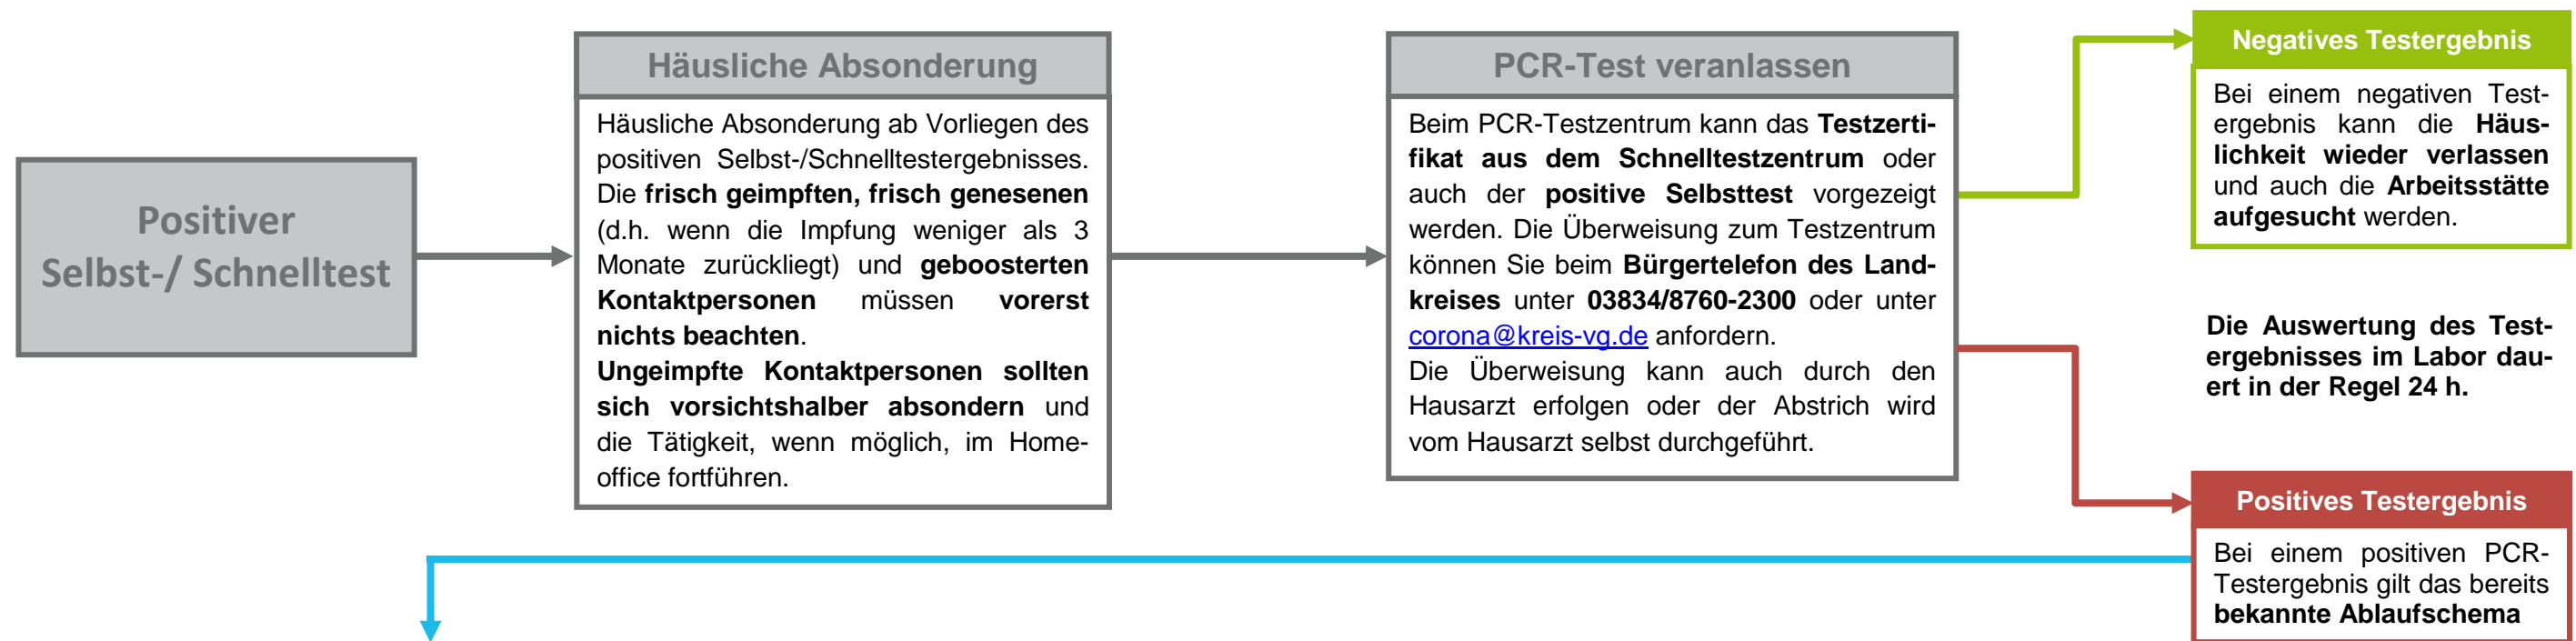 Positiver
Selbst-/ Schnelltest
Häusliche Absonderung
Häusliche Absonderung ab Vorliegen des
positiven Selbst-/Schnelltestergebnisses.
Die frisch geimpften, frisch genesenen
(d.h. wenn die Impfung weniger als 3
Monate zurückliegt) und geboosterten
Kontaktpersonen müssen vorerst
nichts beachten.
Ungeimpfte Kontaktpersonen sollten
sich vorsichtshalber absondern und
die Tätigkeit, wenn möglich, im Home-
office fortführen.
PCR-Test veranlassen
Beim PCR-Testzentrum kann das Testzerti-
fikat aus dem Schnelltestzentrum oder
auch der positive Selbsttest vorgezeigt
werden. Die Überweisung zum Testzentrum
können Sie beim Bürgertelefon des Land-
kreises unter 03834/8760-2300 oder unter
corona@kreis-vg.de anfordern.
Die Überweisung kann auch durch den
Hausarzt erfolgen oder der Abstrich wird
vom Hausarzt selbst durchgeführt.
Negatives Testergebnis
Bei einem negativen Test-
ergebnis kann die Häus-
lichkeit wieder verlassen
und auch die Arbeitsstätte
aufgesucht werden.
Die Auswertung des Test-
ergebnisses im Labor dau-
ert in der Regel 24 h.
Positives Testergebnis
Bei einem positiven PCR-
Testergebnis gilt das bereits
bekannte Ablaufschema